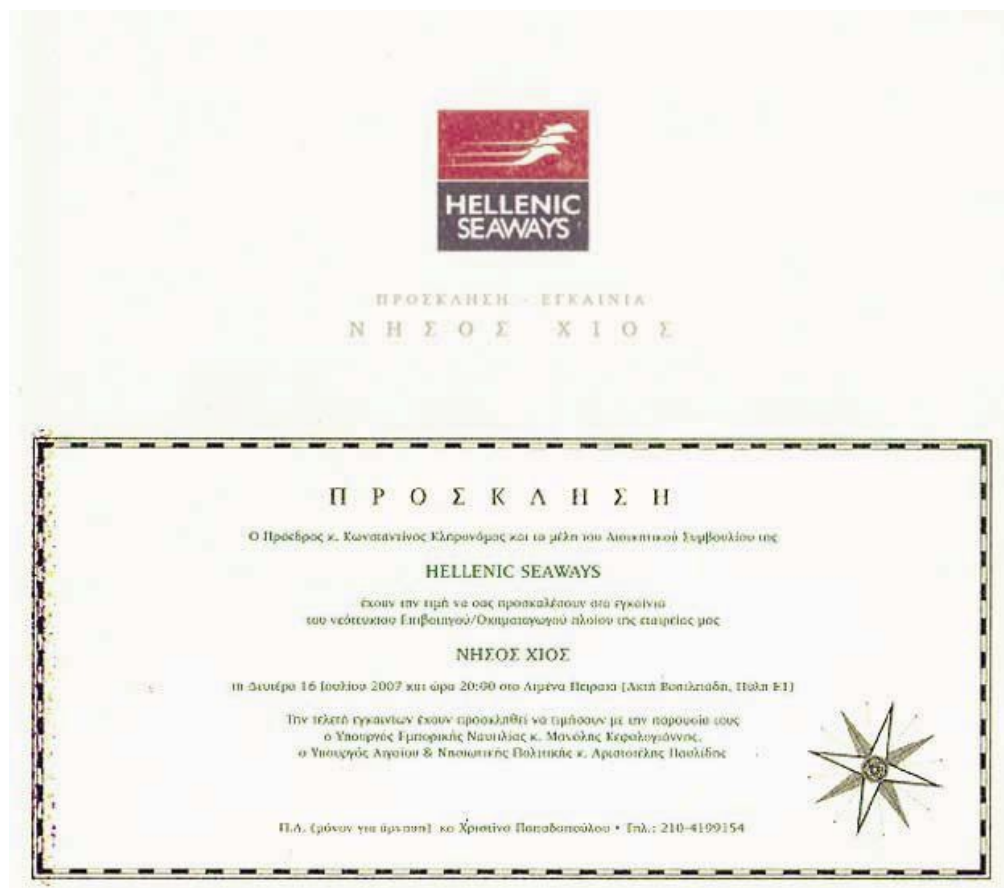 HELLENIC
SEAWAYS
ΠΡΟΣΚΛΗΣΗ - ΕΓΚΑΙΝΙΑ
ΝΗΣΟΣ ΧΙΟΣ
ΠΡΟΣΚΛΗΣΗ
Ο Πρόεδρος κ. Κωνσταντίνος Κληρονόμος και τα μέλη του Διοικητικού Συμβουλίου της
HELLENIC SEAWAYS
έχουν την τιμή να σας προσκαλέσουν στα εγκαίνια
του νεότευκτου Επιβατηγού/Οχηματαγωγού πλοίου της εταιρείας μας
ΝΗΣΟΣ ΧΙΟΣ
τη Δευτέρα 16 Ιουλίου 2007 και ώρα 20:00 στο Λιμένα Πειραιά (Ακτή Βασιλειάδη, Πύλη Ε1)
Την τελετή εγκαινίων έχουν προσκληθεί να τιμήσουν με την παρουσία τους
ο Υπουργός Εμπορικής Ναυτιλίας κ. Μανώλης Κεφαλογιάννης,
ο Υπουργός Αιγαίου & Νησιωτικής Πολιτικής κ. Αριστοτέλης Παυλίδης
Π.Α. (μόνον για άρνηση) κα Χριστίνα Παπαδοπούλου • Τηλ.: 210-4199154